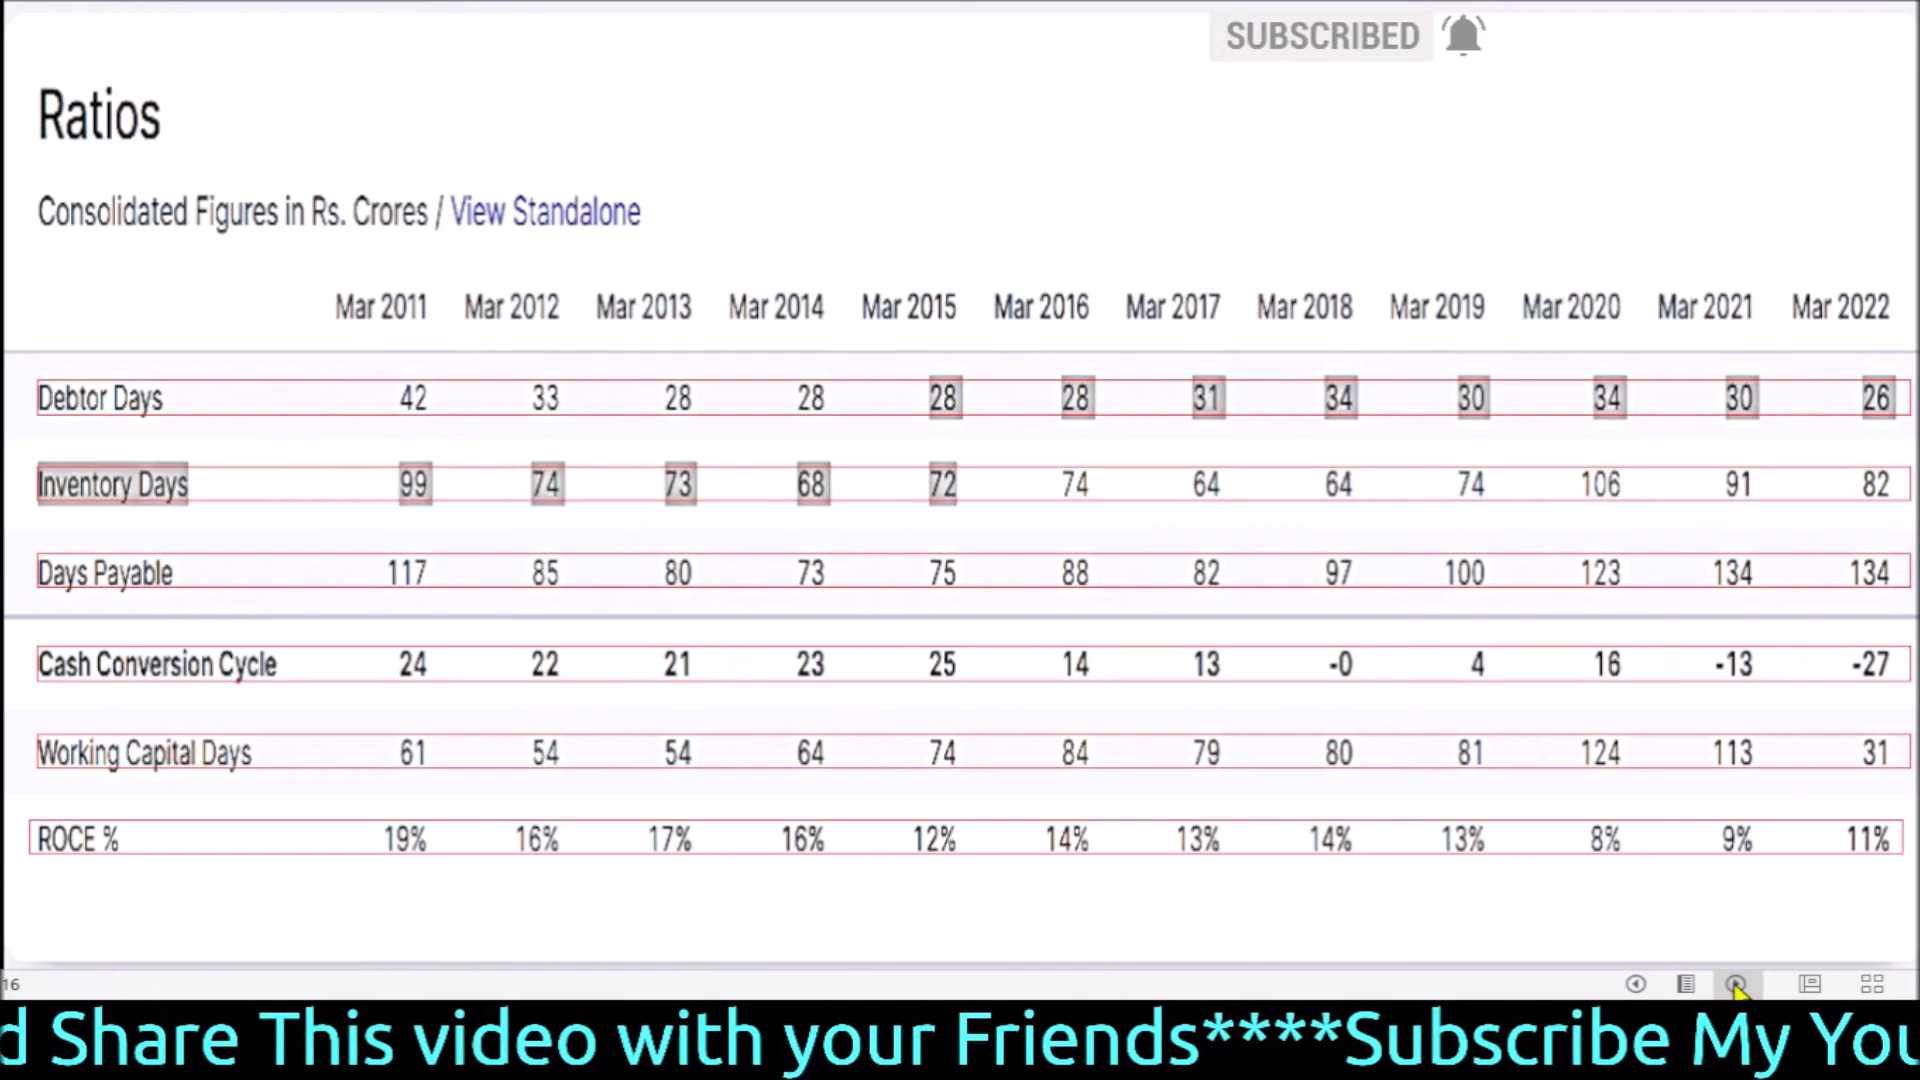 SUBSCRIBED
Ratios
Consolidated Figures in Rs. Crores / View Standalone
Mar 2011 Mar 2012 Mar 2013 Mar 2014 Mar 2015 Mar 2016 Mar 2017 Mar 2018 Mar 2019 Mar 2020 Mar 2021 Mar 2022
Debtor Days 42 33 28 28 28 28 31 34 30 34 30 26
Inventory Days 99 74 73 68 72 74 64 64 74 106 91 82
Days Payable 117 85 80 73 75 88 82 97 100 123 134 134
Cash Conversion Cycle 24 22 21 23 25 14 13 -0 4 16 -13 -27
Working Capital Days 61 54 54 64 74 84 79 80 81 124 113 31
ROCE % 19% 16% 17% 16% 12% 14% 13% 14% 13% 8% 9% 11%
16
d Share This video with your Friends****Subscribe My You